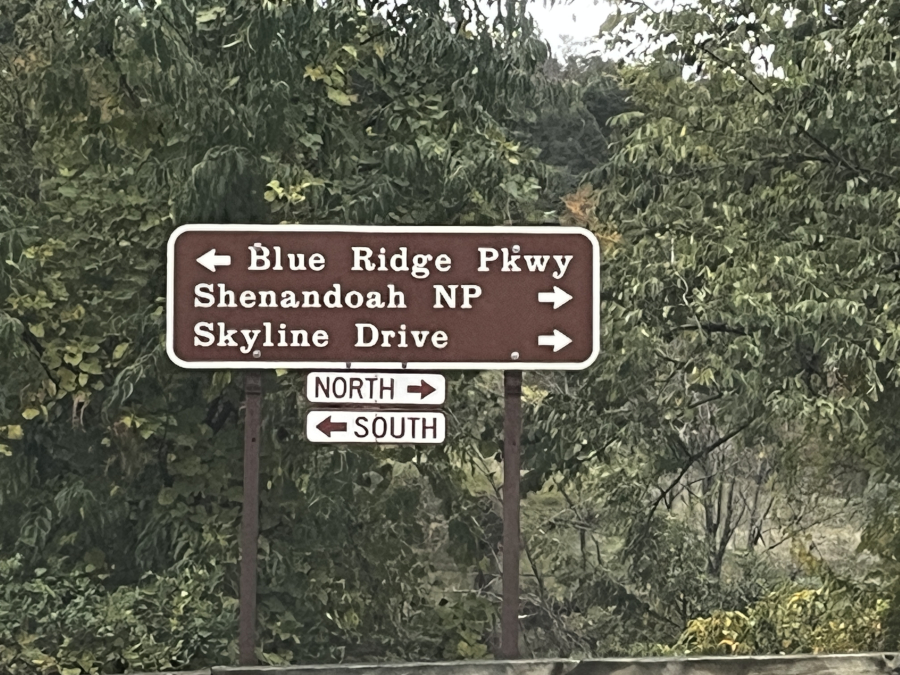 ← Blue Ridge Pkwy
Shenandoah NP →
Skyline Drive →
NORTH →
← SOUTH